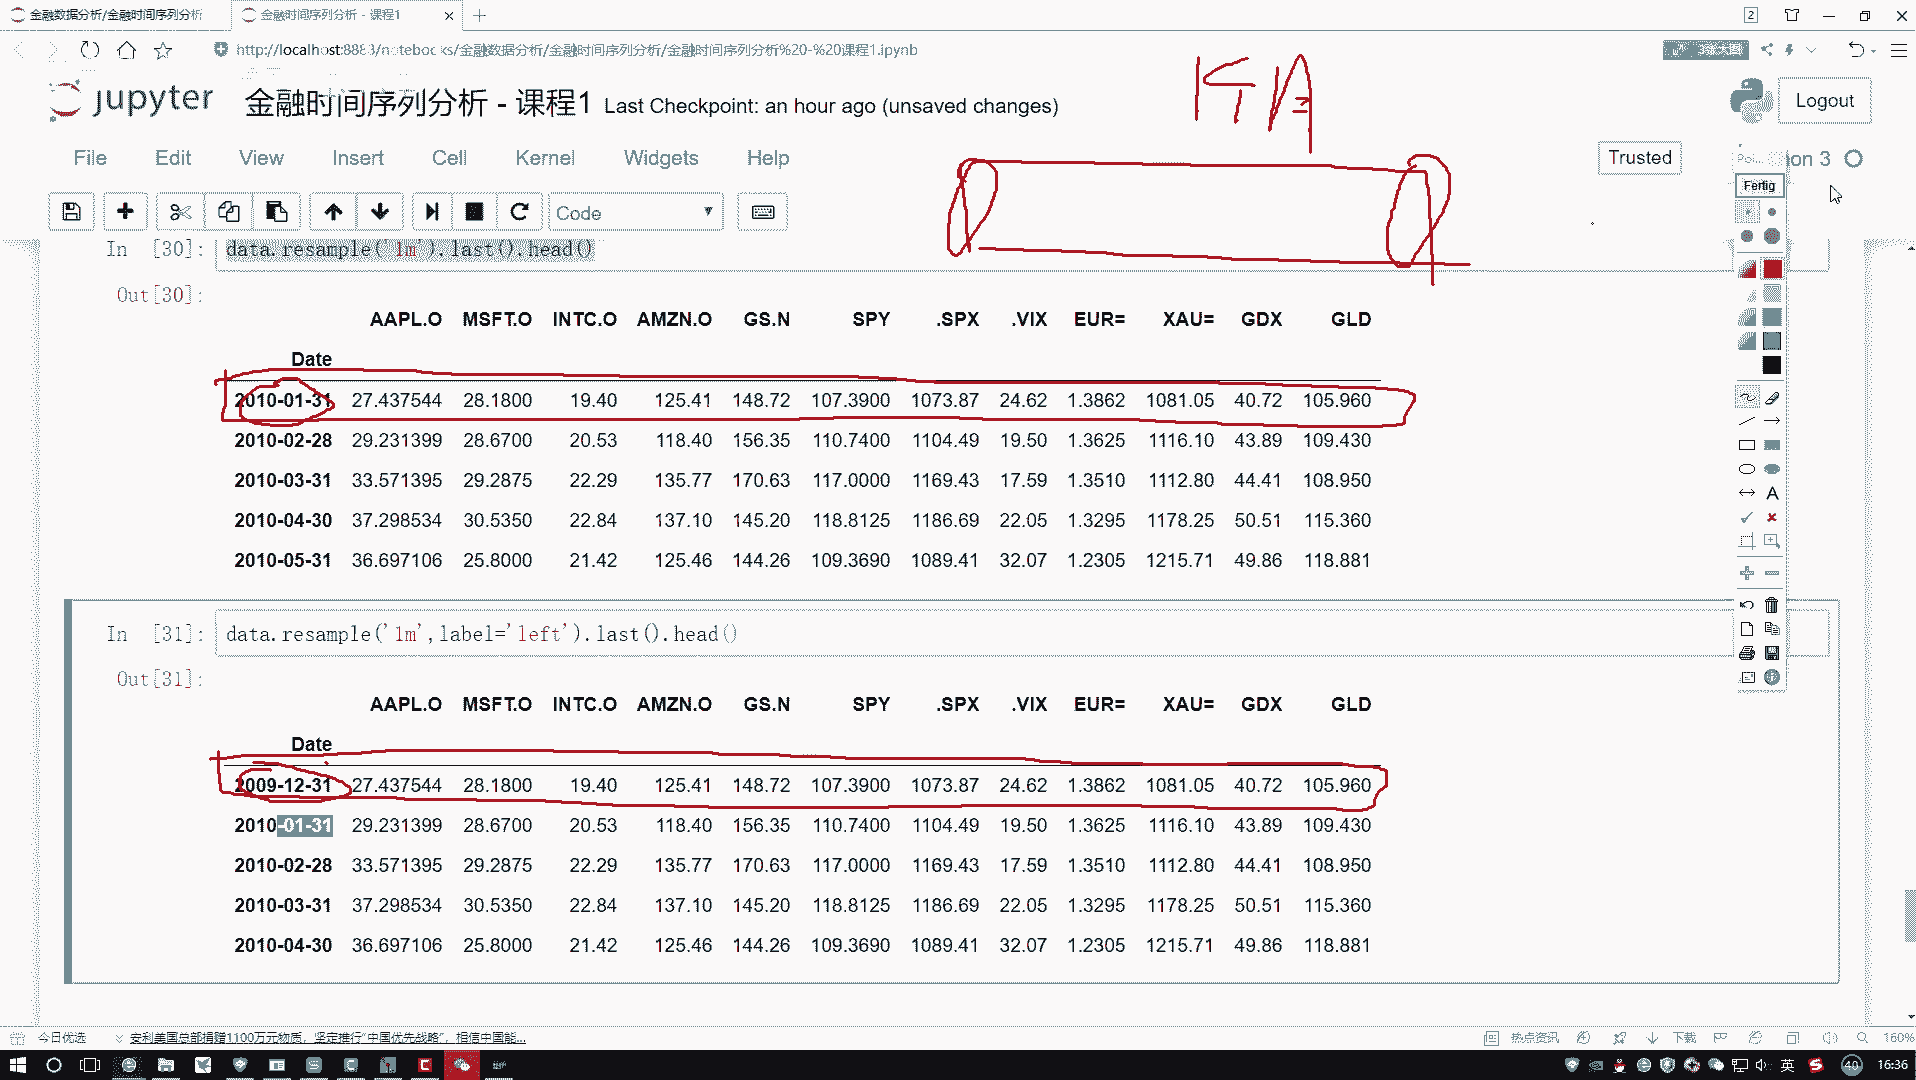 金融数据分析/金融时间序列分析
金融时间序列分析 - 课程1
2
http://localhost:8888/notebooks/金融数据分析/金融时间序列分析/金融时间序列分析%20-%20课程1.ipynb
jupyter 金融时间序列分析 - 课程1 Last Checkpoint: an hour ago (unsaved changes)
Logout
File Edit View Insert Cell Kernel Widgets Help
Trusted
on 3
Fertig
Code
In [30]: data.resample('1m').last().head()
Out[30]:
AAPL.O MSFT.O INTC.O AMZN.O GS.N SPY .SPX .VIX EUR= XAU= GDX GLD
Date
2010-01-31 27.437544 28.1800 19.40 125.41 148.72 107.3900 1073.87 24.62 1.3862 1081.05 40.72 105.960
2010-02-28 29.231399 28.6700 20.53 118.40 156.35 110.7400 1104.49 19.50 1.3625 1116.10 43.89 109.430
2010-03-31 33.571395 29.2875 22.29 135.77 170.63 117.0000 1169.43 17.59 1.3510 1112.80 44.41 108.950
2010-04-30 37.298534 30.5350 22.84 137.10 145.20 118.8125 1186.69 22.05 1.3295 1178.25 50.51 115.360
2010-05-31 36.697106 25.8000 21.42 125.46 144.26 109.3690 1089.41 32.07 1.2305 1215.71 49.86 118.881
In [31]: data.resample('1m',label='left').last().head()
Out[31]:
AAPL.O MSFT.O INTC.O AMZN.O GS.N SPY .SPX .VIX EUR= XAU= GDX GLD
Date
2009-12-31 27.437544 28.1800 19.40 125.41 148.72 107.3900 1073.87 24.62 1.3862 1081.05 40.72 105.960
2010-01-31 29.231399 28.6700 20.53 118.40 156.35 110.7400 1104.49 19.50 1.3625 1116.10 43.89 109.430
2010-02-28 33.571395 29.2875 22.29 135.77 170.63 117.0000 1169.43 17.59 1.3510 1112.80 44.41 108.950
2010-03-31 37.298534 30.5350 22.84 137.10 145.20 118.8125 1186.69 22.05 1.3295 1178.25 50.51 115.360
2010-04-30 36.697106 25.8000 21.42 125.46 144.26 109.3690 1089.41 32.07 1.2305 1215.71 49.86 118.881
今日优选 安利美国总部捐赠1100万元物质，坚定推行"中国优先战略"，相信中国能...
热点资讯 下载 160%
英 40 16:36